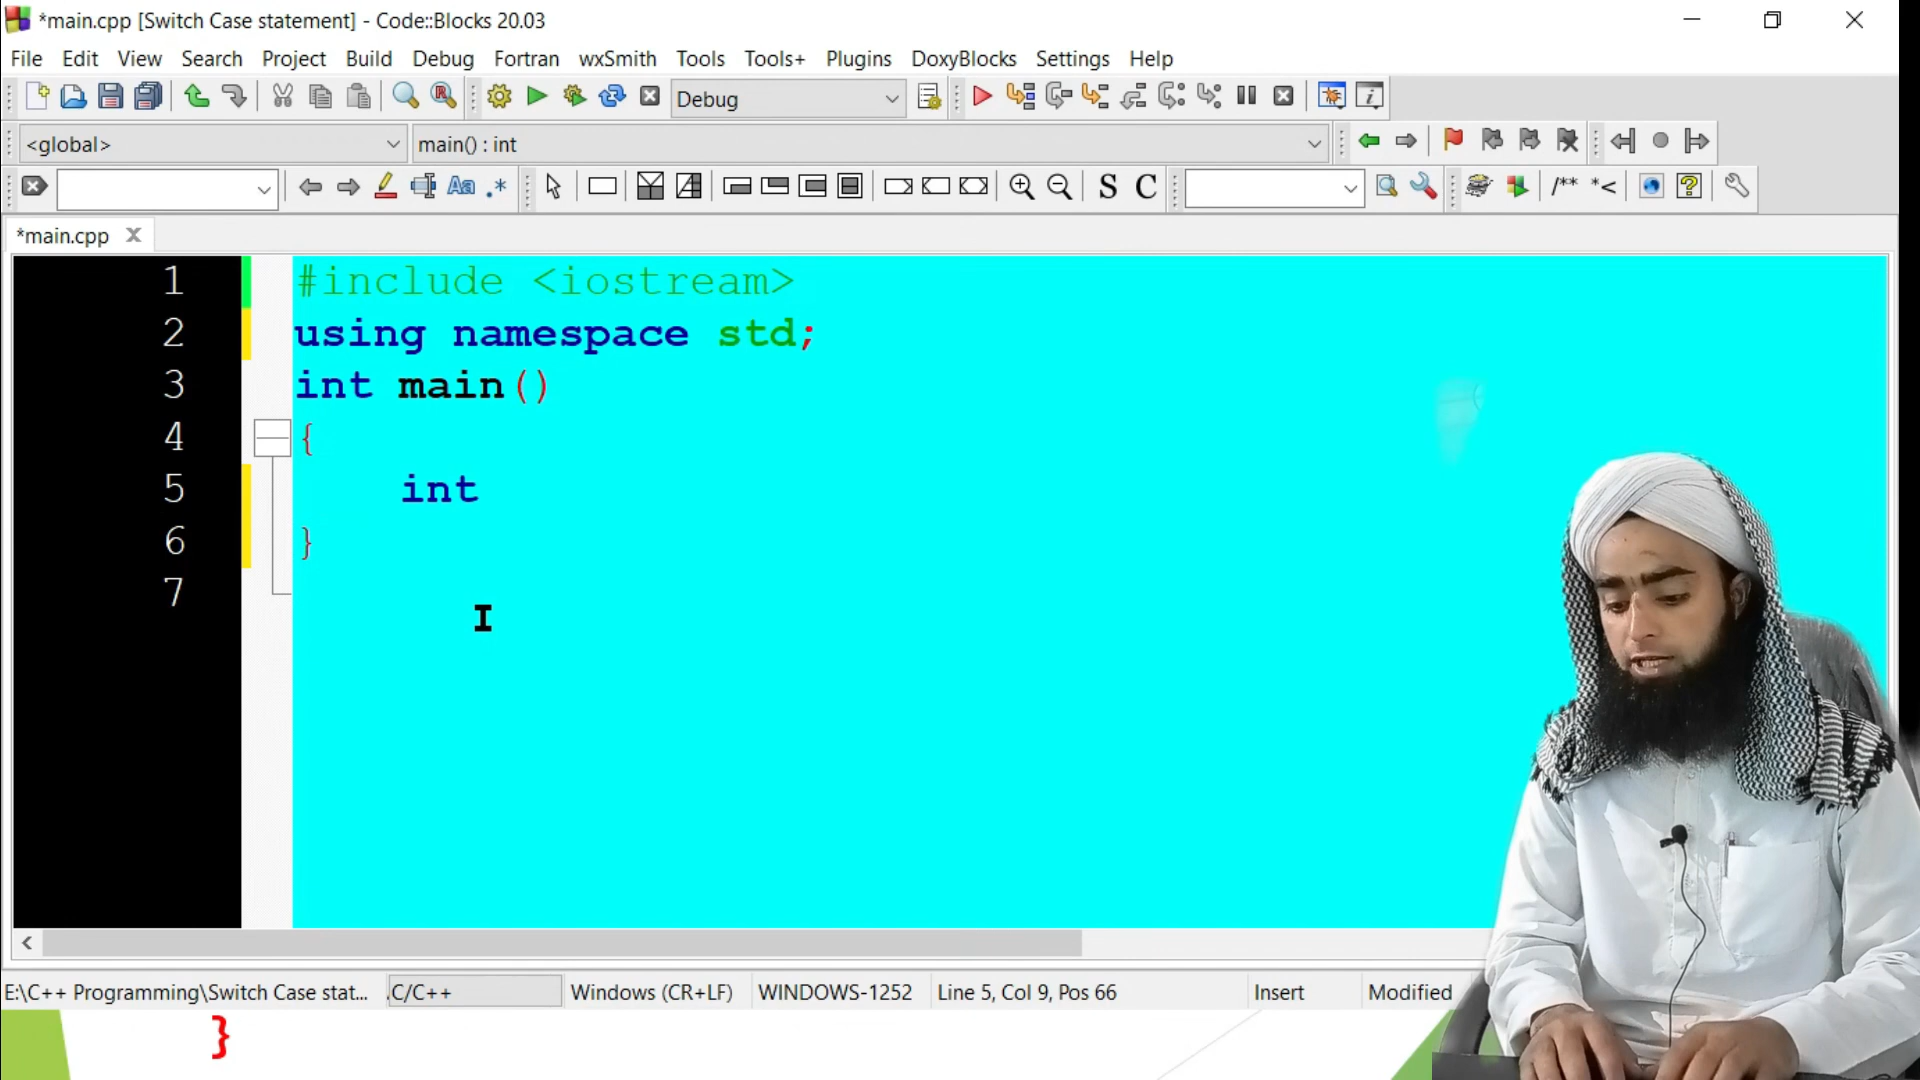 *main.cpp [Switch Case statement] - Code::Blocks 20.03
File Edit View Search Project Build Debug Fortran wxSmith Tools Tools+ Plugins DoxyBlocks Settings Help
Debug
<global> main() : int
Aa .* S C /** *<
*main.cpp
1 #include <iostream>
2 using namespace std;
3 int main()
4 {
5 int
6 }
7
E:\C++ Programming\Switch Case stat... C/C++ Windows (CR+LF) WINDOWS-1252 Line 5, Col 9, Pos 66 Insert Modified
}